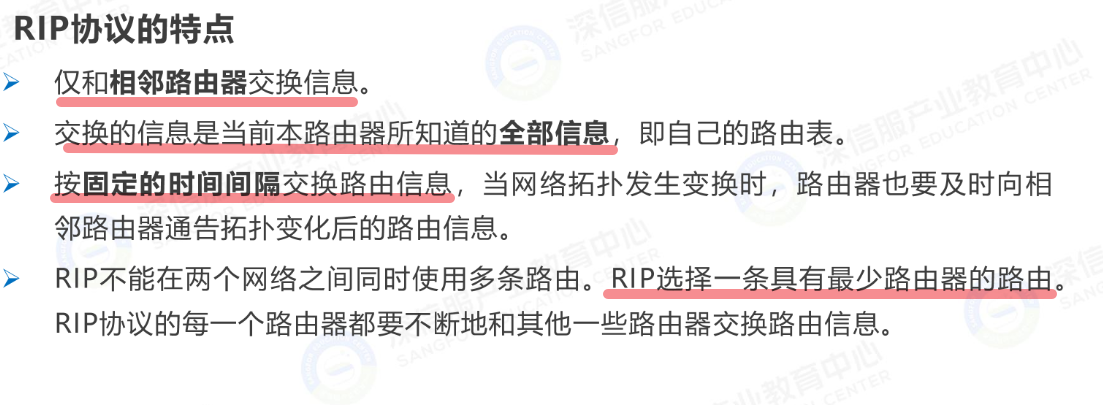 RIP协议的特点
➢ 仅和相邻路由器交换信息。
➢ 交换的信息是当前本路由器所知道的全部信息，即自己的路由表。
➢ 按固定的时间间隔交换路由信息，当网络拓扑发生变换时，路由器也要及时向相
邻路由器通告拓扑变化后的路由信息。
➢ RIP不能在两个网络之间同时使用多条路由。RIP选择一条具有最少路由器的路由。
RIP协议的每一个路由器都要不断地和其他一些路由器交换路由信息。
深信服产业教育中心
SANGFOR EDUCATION CENTER